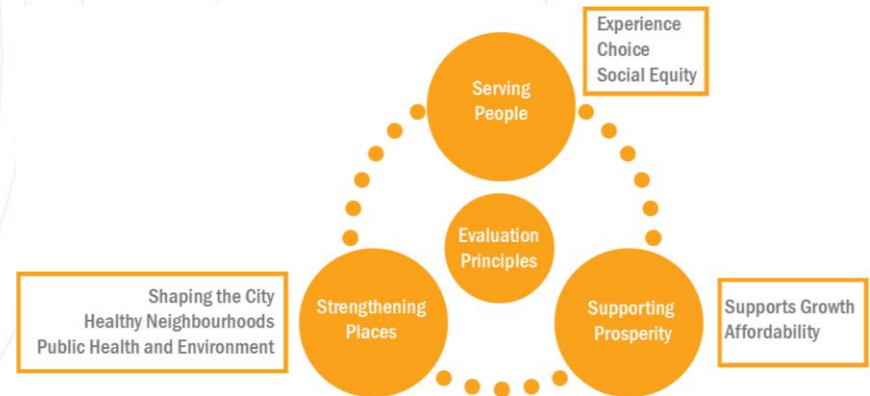 Experience
Choice
Social Equity
Serving
People
Evaluation
Principles
Shaping the City
Healthy Neighbourhoods
Public Health and Environment
Strengthening
Places
Supporting
Prosperity
Supports Growth
Affordability